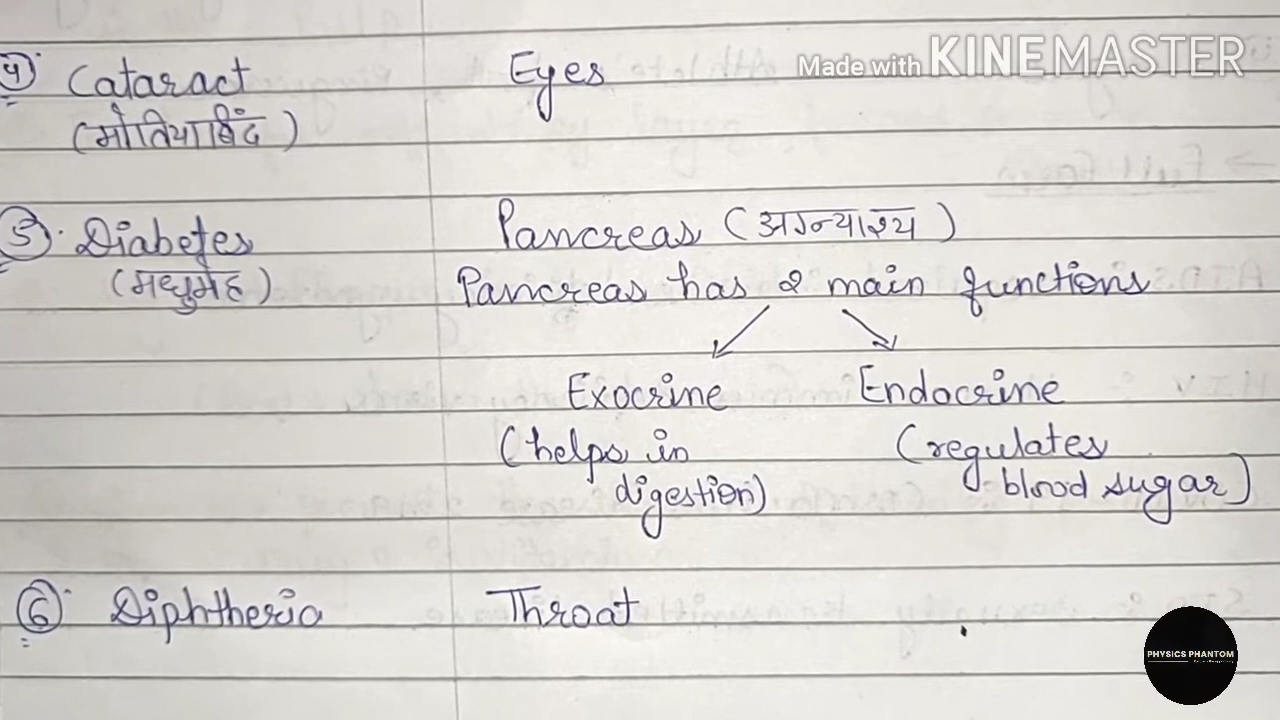 4) Cataract Eyes
(मोतियाबिंद)
5. Diabetes Pancreas (अग्न्याश्य)
(मधुमेह) Pancreas has 2 main functions
Exocrine Endocrine
(helps in (regulates
digestion) blood sugar)
6. Diphtheria Throat
Made with KINEMASTER
PHYSICS PHANTOM